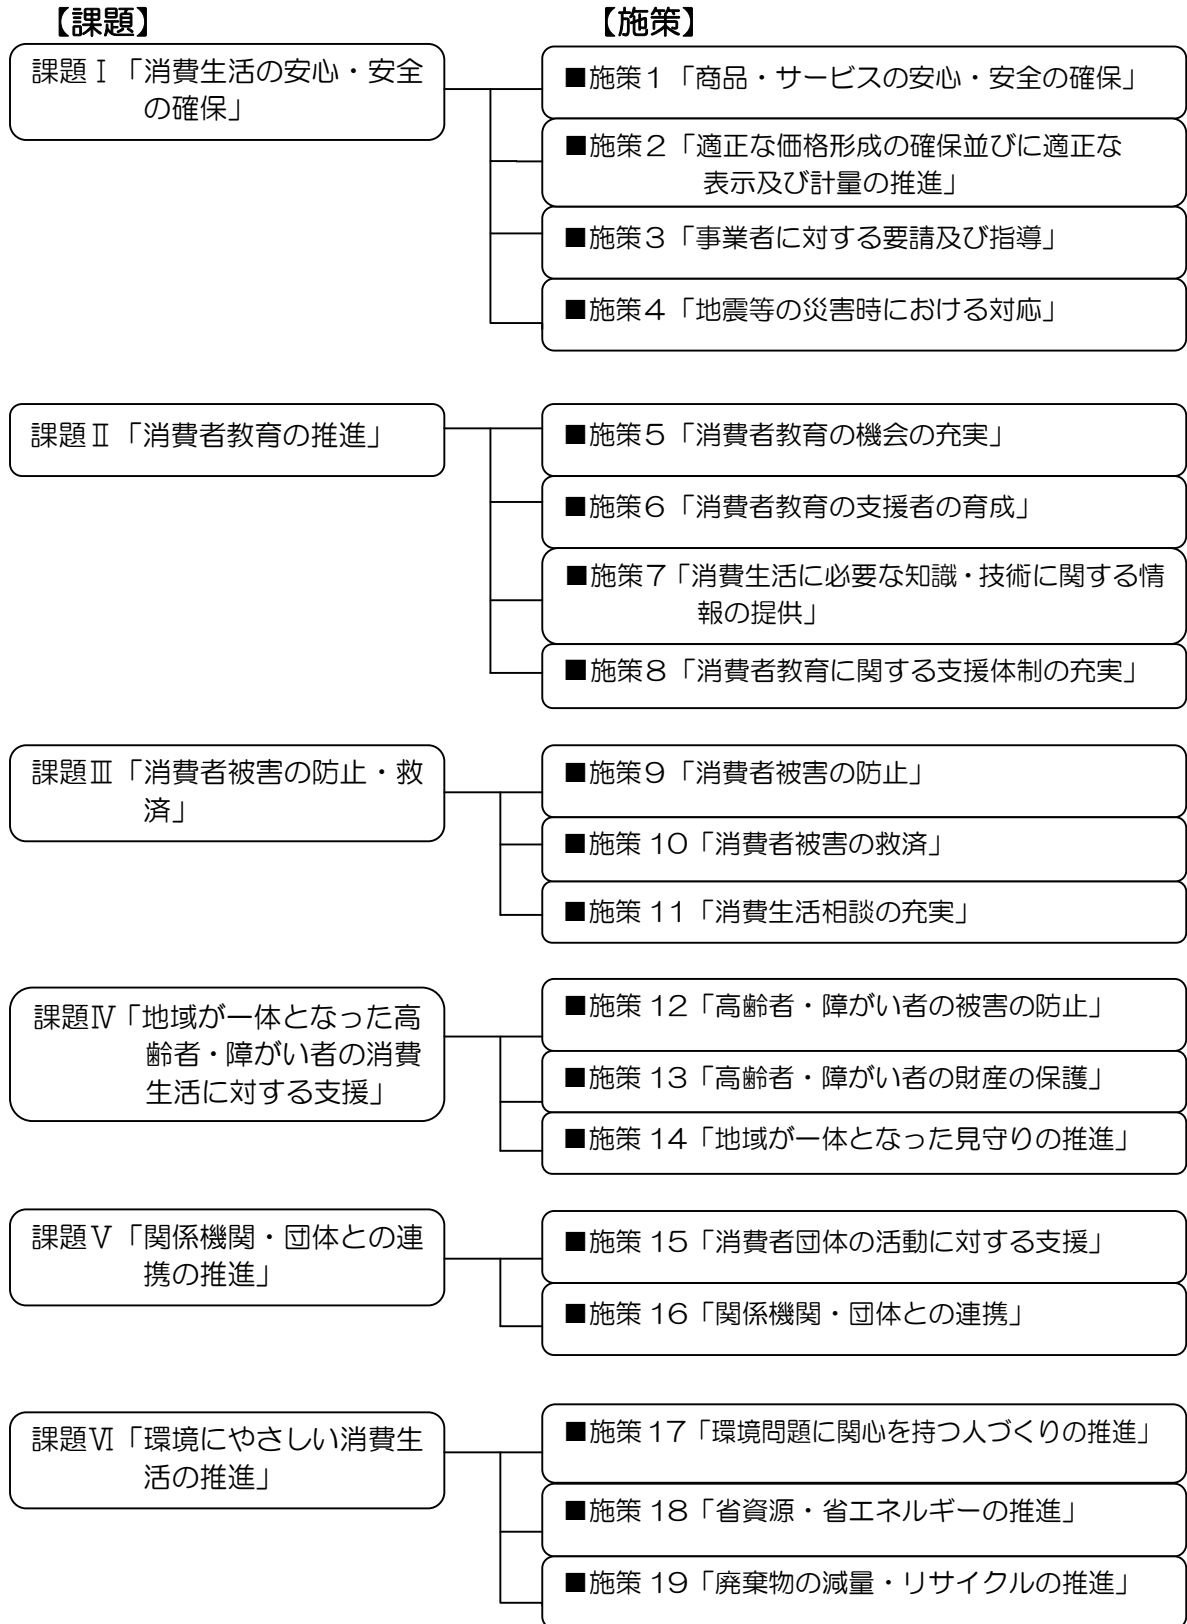 【課題】 【施策】
課題Ⅰ「消費生活の安心・安全
の確保」
■施策１「商品・サービスの安心・安全の確保」
■施策２「適正な価格形成の確保並びに適正な
表示及び計量の推進」
■施策３「事業者に対する要請及び指導」
■施策４「地震等の災害時における対応」
課題Ⅱ「消費者教育の推進」
■施策５「消費者教育の機会の充実」
■施策６「消費者教育の支援者の育成」
■施策７「消費生活に必要な知識・技術に関する情
報の提供」
■施策８「消費者教育に関する支援体制の充実」
課題Ⅲ「消費者被害の防止・救
済」
■施策９「消費者被害の防止」
■施策 10「消費者被害の救済」
■施策 11「消費生活相談の充実」
課題Ⅳ「地域が一体となった高
齢者・障がい者の消費
生活に対する支援」
■施策 12「高齢者・障がい者の被害の防止」
■施策 13「高齢者・障がい者の財産の保護」
■施策 14「地域が一体となった見守りの推進」
課題Ⅴ「関係機関・団体との連
携の推進」
■施策 15「消費者団体の活動に対する支援」
■施策 16「関係機関・団体との連携」
課題Ⅵ「環境にやさしい消費生
活の推進」
■施策 17「環境問題に関心を持つ人づくりの推進」
■施策 18「省資源・省エネルギーの推進」
■施策 19「廃棄物の減量・リサイクルの推進」